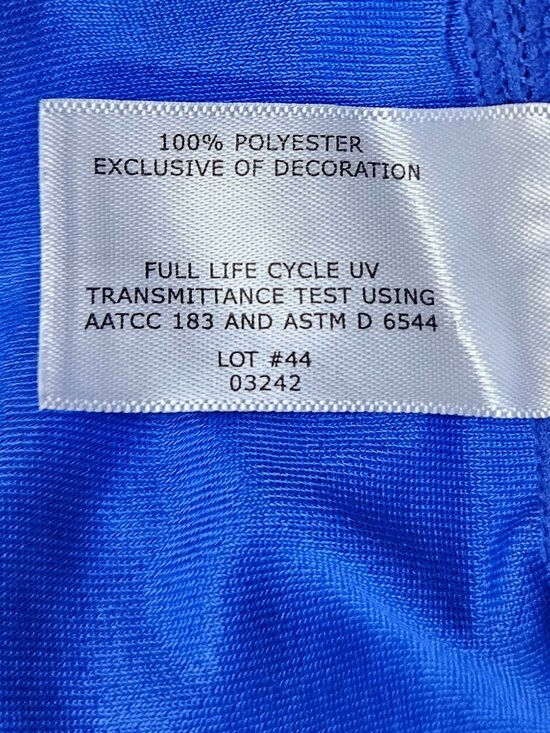 100% POLYESTER
EXCLUSIVE OF DECORATION
FULL LIFE CYCLE UV
TRANSMITTANCE TEST USING
AATCC 183 AND ASTM D 6544
LOT #44
03242